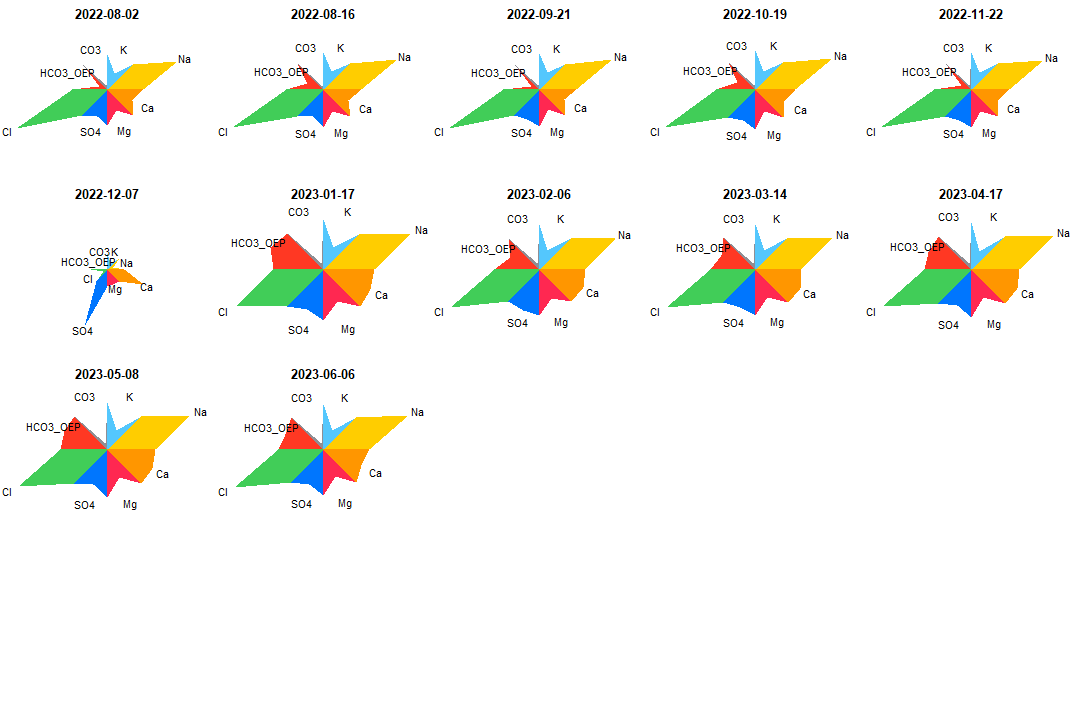 2022-08-02
2022-08-16
2022-09-21
2022-10-19
2022-11-22
CO3 K
Na
HCO3_OEP
Ca
Cl
SO4
Mg
CO3 K
Na
HCO3_OEP
Ca
Cl
SO4
Mg
CO3 K
Na
HCO3_OEP
Ca
Cl
SO4
Mg
CO3 K
Na
HCO3_OEP
Ca
Cl
SO4
Mg
CO3 K
Na
HCO3_OEP
Ca
Cl
SO4
Mg
2022-12-07
2023-01-17
2023-02-06
2023-03-14
2023-04-17
CO3 K
HCO3_OEP
Na
Cl
Ca
Mg
SO4
CO3 K
Na
HCO3_OEP
Ca
Cl
SO4
Mg
CO3 K
Na
HCO3_OEP
Ca
Cl
SO4
Mg
CO3 K
Na
HCO3_OEP
Ca
Cl
SO4
Mg
CO3 K
Na
HCO3_OEP
Ca
Cl
SO4
Mg
2023-05-08
2023-06-06
CO3 K
Na
HCO3_OEP
Ca
Cl
SO4
Mg
CO3 K
Na
HCO3_OEP
Ca
Cl
SO4
Mg